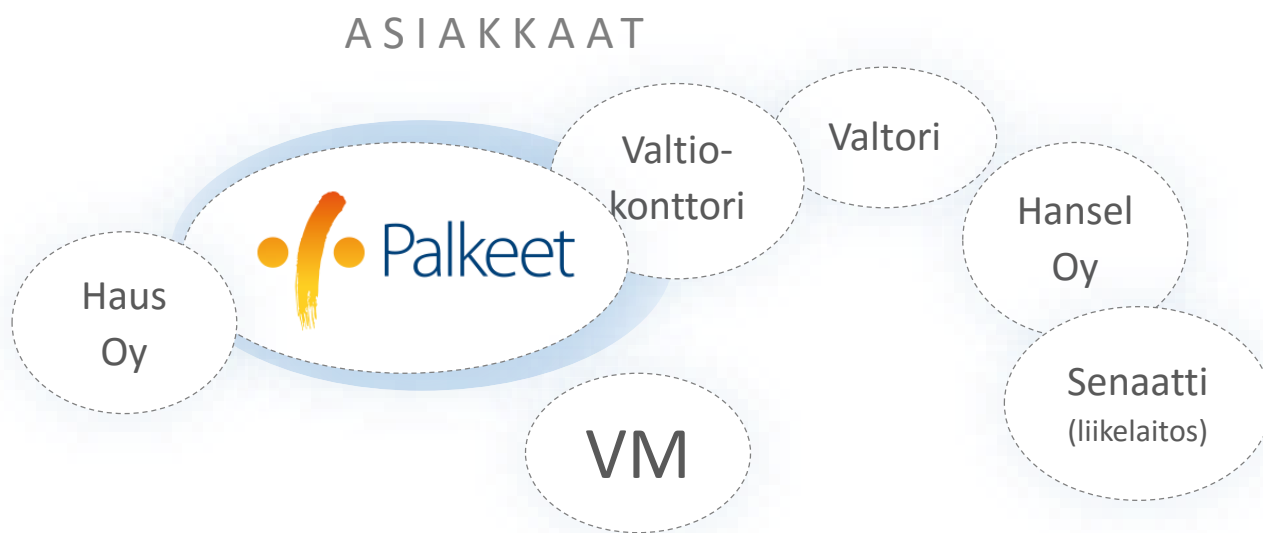 ASIAKKAAT
Valtio-
konttori
Valtori
Hansel
Oy
Palkeet
Haus
Oy
Senaatti
(liikelaitos)
VM